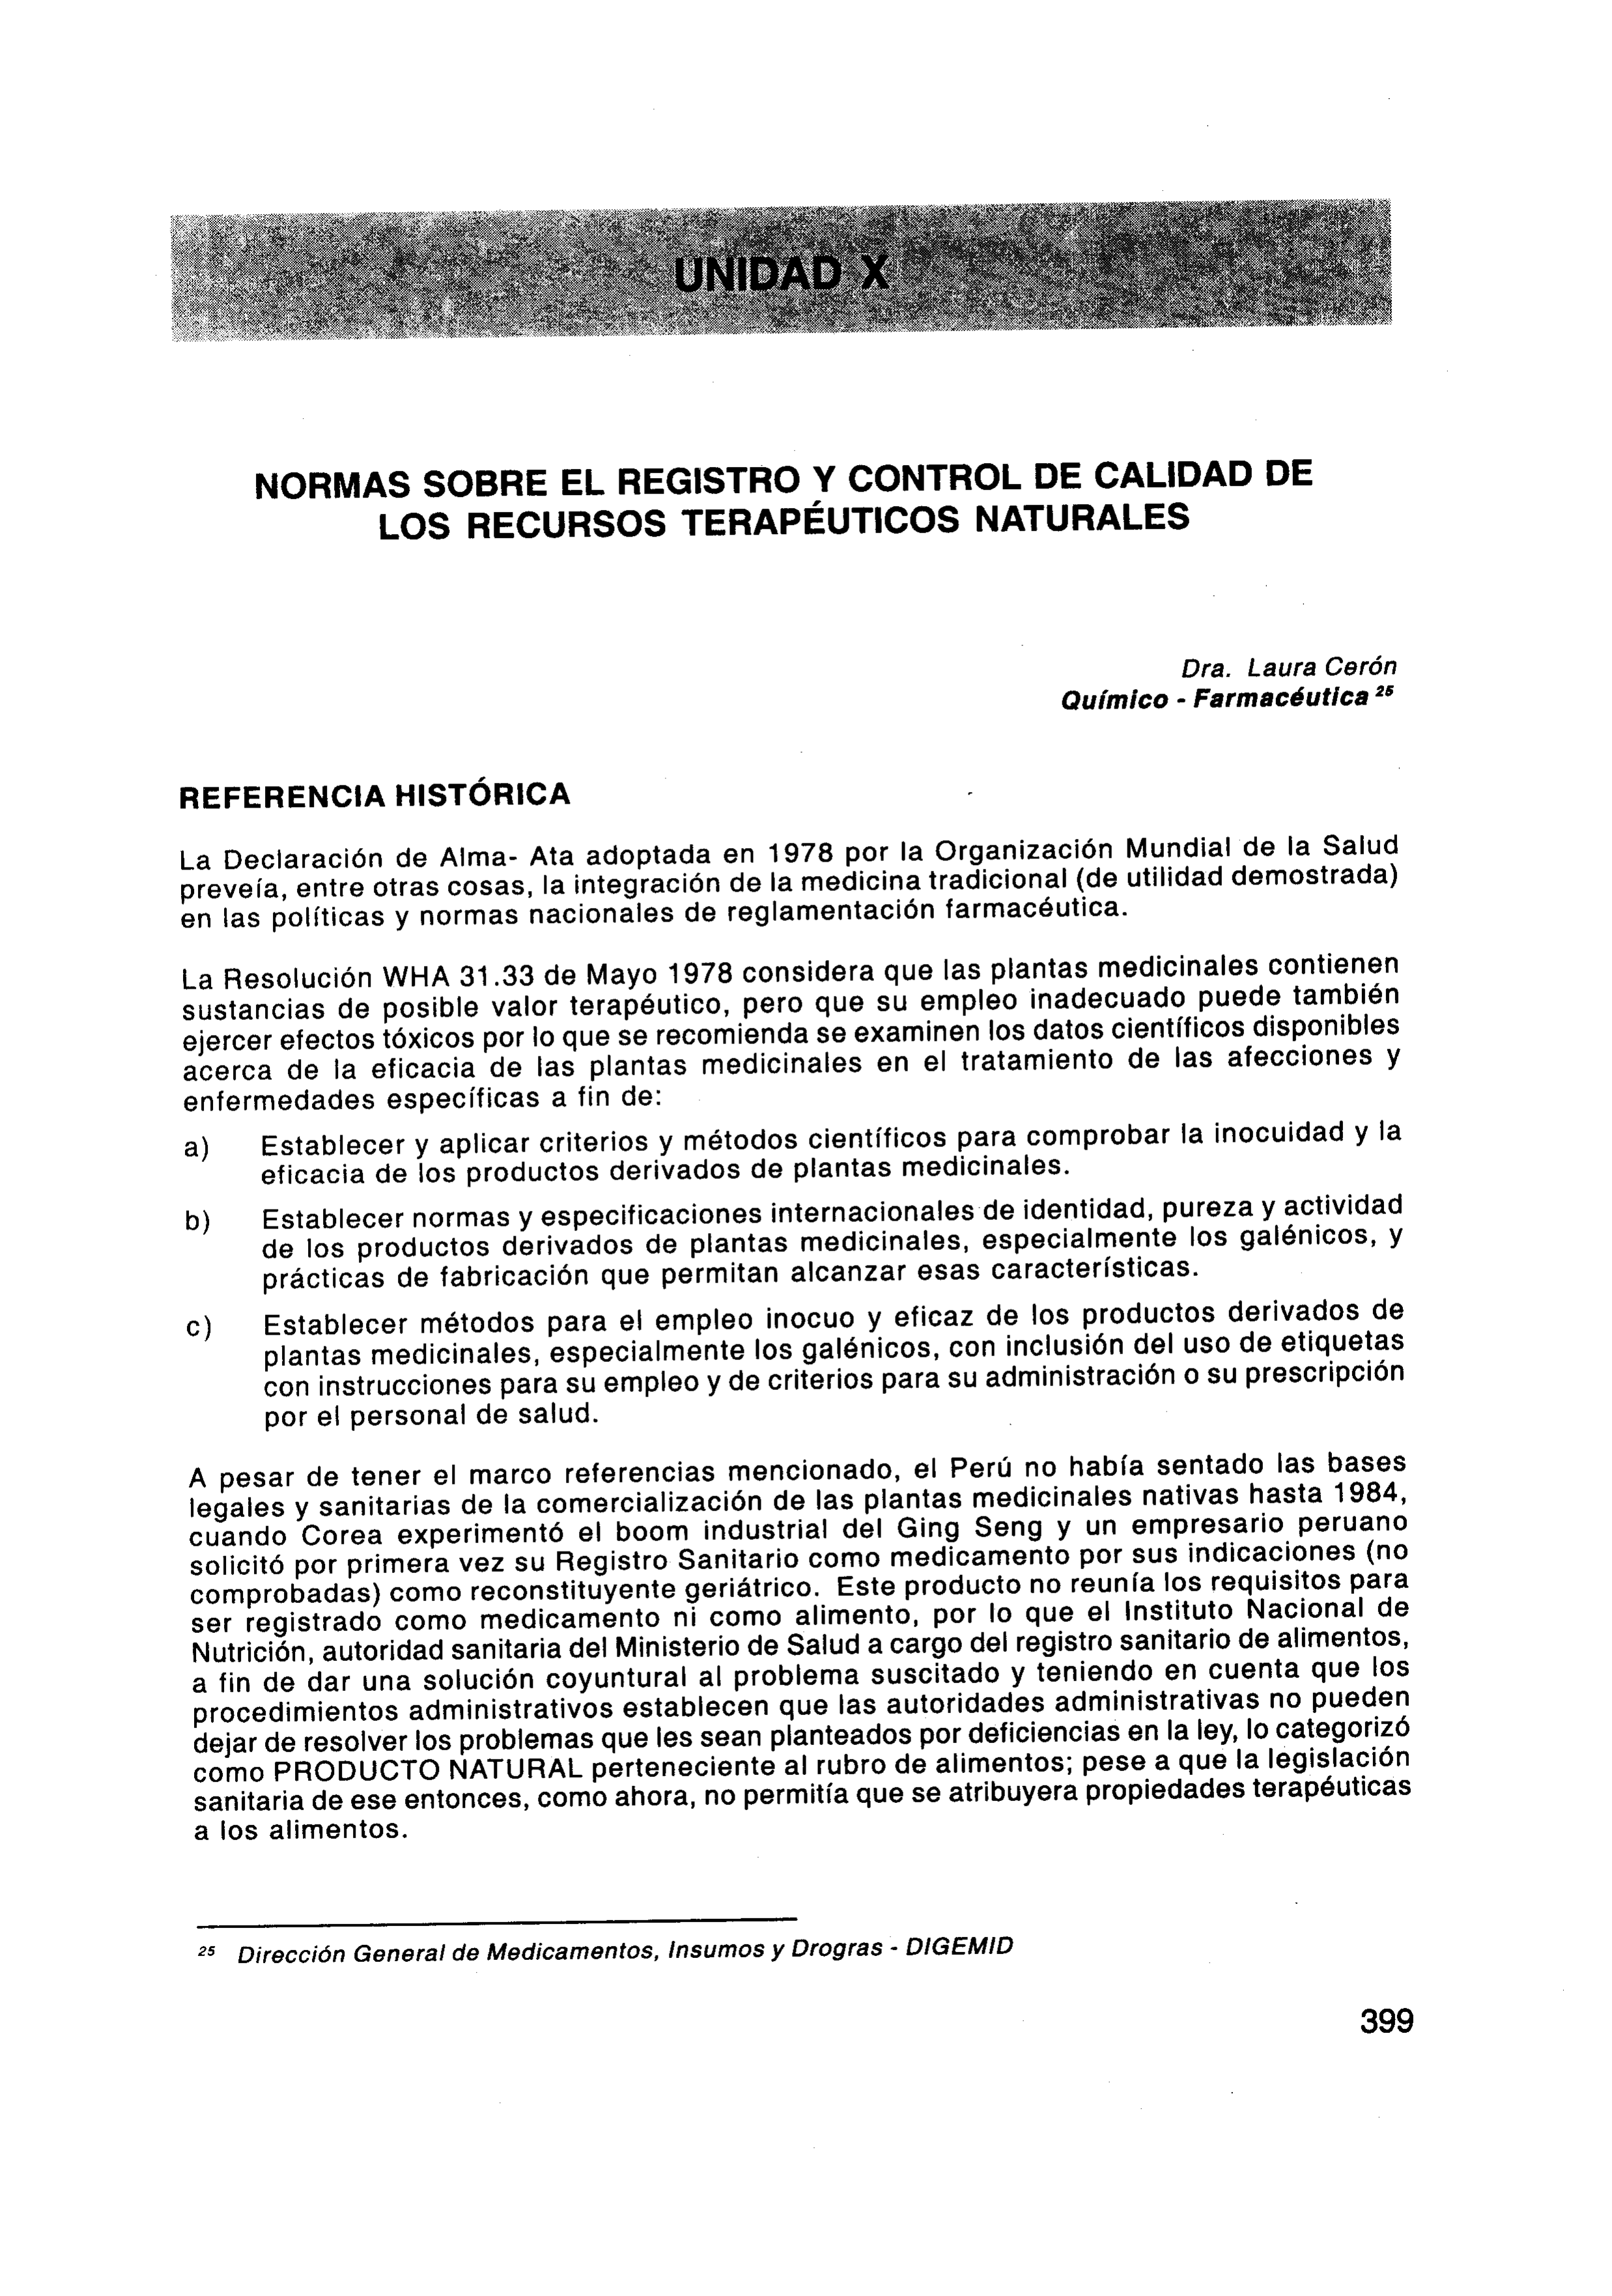 UNIDAD X
NORMAS SOBRE EL REGISTRO Y CONTROL DE CALIDAD DE
LOS RECURSOS TERAPÉUTICOS NATURALES
Dra. Laura Cerón
Químico - Farmacéutica ²⁵
REFERENCIA HISTÓRICA
La Declaración de Alma- Ata adoptada en 1978 por la Organización Mundial de la Salud
preveía, entre otras cosas, la integración de la medicina tradicional (de utilidad demostrada)
en las políticas y normas nacionales de reglamentación farmacéutica.
La Resolución WHA 31.33 de Mayo 1978 considera que las plantas medicinales contienen
sustancias de posible valor terapéutico, pero que su empleo inadecuado puede también
ejercer efectos tóxicos por lo que se recomienda se examinen los datos científicos disponibles
acerca de la eficacia de las plantas medicinales en el tratamiento de las afecciones y
enfermedades específicas a fin de:
a) Establecer y aplicar criterios y métodos científicos para comprobar la inocuidad y la
eficacia de los productos derivados de plantas medicinales.
b) Establecer normas y especificaciones internacionales de identidad, pureza y actividad
de los productos derivados de plantas medicinales, especialmente los galénicos, y
prácticas de fabricación que permitan alcanzar esas características.
c) Establecer métodos para el empleo inocuo y eficaz de los productos derivados de
plantas medicinales, especialmente los galénicos, con inclusión del uso de etiquetas
con instrucciones para su empleo y de criterios para su administración o su prescripción
por el personal de salud.
A pesar de tener el marco referencias mencionado, el Perú no había sentado las bases
legales y sanitarias de la comercialización de las plantas medicinales nativas hasta 1984,
cuando Corea experimentó el boom industrial del Ging Seng y un empresario peruano
solicitó por primera vez su Registro Sanitario como medicamento por sus indicaciones (no
comprobadas) como reconstituyente geriátrico. Este producto no reunía los requisitos para
ser registrado como medicamento ni como alimento, por lo que el Instituto Nacional de
Nutrición, autoridad sanitaria del Ministerio de Salud a cargo del registro sanitario de alimentos,
a fin de dar una solución coyuntural al problema suscitado y teniendo en cuenta que los
procedimientos administrativos establecen que las autoridades administrativas no pueden
dejar de resolver los problemas que les sean planteados por deficiencias en la ley, lo categorizó
como PRODUCTO NATURAL perteneciente al rubro de alimentos; pese a que la legislación
sanitaria de ese entonces, como ahora, no permitía que se atribuyera propiedades terapéuticas
a los alimentos.
²⁵ Dirección General de Medicamentos, Insumos y Drogras - DIGEMID
399